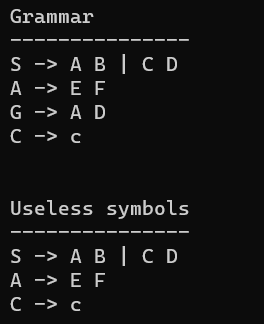 Grammar
---------------
S -> A B | C D
A -> E F
G -> A D
C -> c
Useless symbols
---------------
S -> A B | C D
A -> E F
C -> c